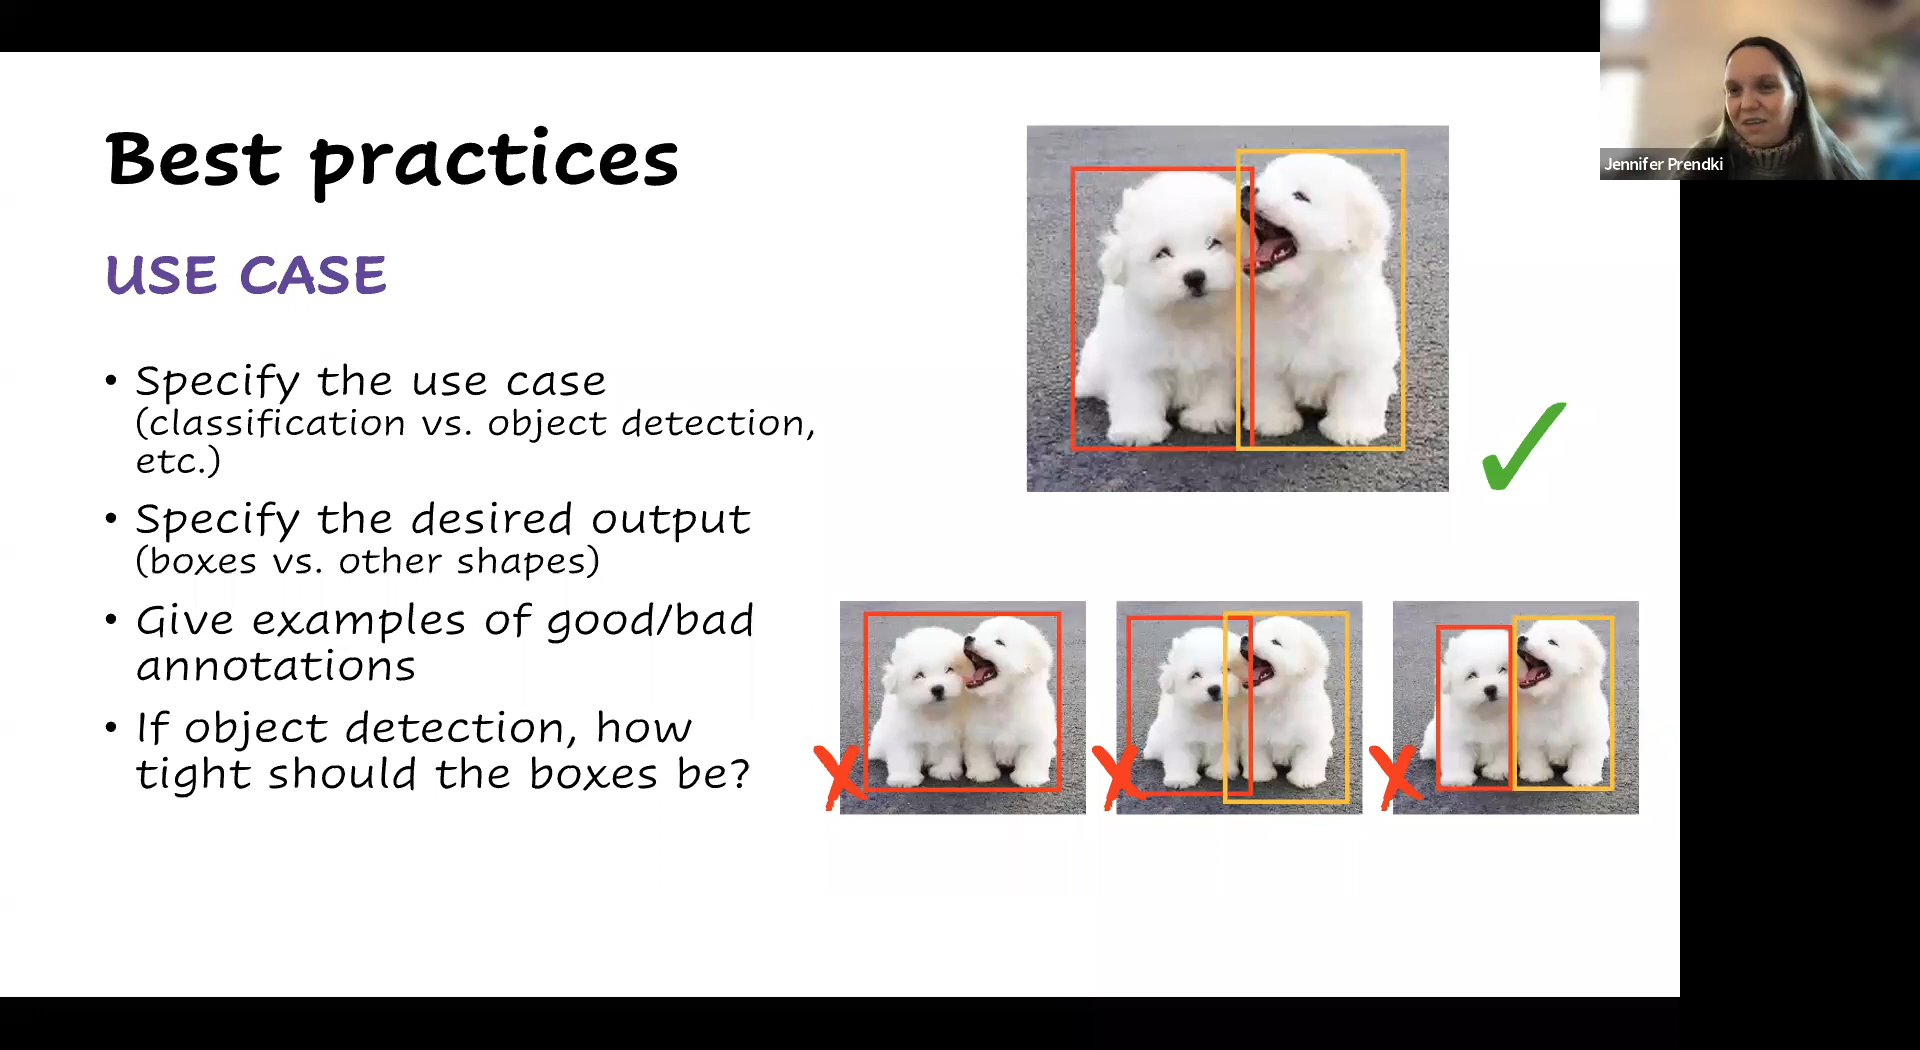 Best practices
USE CASE
• Specify the use case
(classification vs. object detection,
etc.)
• Specify the desired output
(boxes vs. other shapes)
• Give examples of good/bad
annotations
• If object detection, how
tight should the boxes be?
Jennifer Prendki